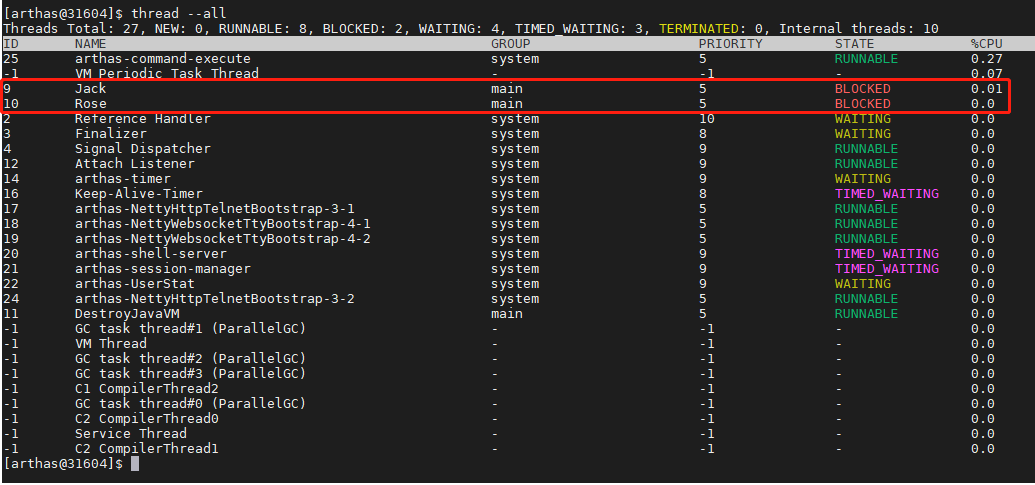 [arthas@31604]$ thread --all
Threads Total: 27, NEW: 0, RUNNABLE: 8, BLOCKED: 2, WAITING: 4, TIMED_WAITING: 3, TERMINATED: 0, Internal threads: 10
ID NAME GROUP PRIORITY STATE %CPU
25 arthas-command-execute system 5 RUNNABLE 0.27
-1 VM Periodic Task Thread - -1 - 0.07
9 Jack main 5 BLOCKED 0.01
10 Rose main 5 BLOCKED 0.0
2 Reference Handler system 10 WAITING 0.0
3 Finalizer system 8 WAITING 0.0
4 Signal Dispatcher system 9 RUNNABLE 0.0
12 Attach Listener system 9 RUNNABLE 0.0
14 arthas-timer system 9 WAITING 0.0
16 Keep-Alive-Timer system 8 TIMED_WAITING 0.0
17 arthas-NettyHttpTelnetBootstrap-3-1 system 5 RUNNABLE 0.0
18 arthas-NettyWebsocketTtyBootstrap-4-1 system 5 RUNNABLE 0.0
19 arthas-NettyWebsocketTtyBootstrap-4-2 system 5 RUNNABLE 0.0
20 arthas-shell-server system 9 TIMED_WAITING 0.0
21 arthas-session-manager system 9 TIMED_WAITING 0.0
22 arthas-UserStat system 9 WAITING 0.0
24 arthas-NettyHttpTelnetBootstrap-3-2 system 5 RUNNABLE 0.0
11 DestroyJavaVM main 5 RUNNABLE 0.0
-1 GC task thread#1 (ParallelGC) - -1 - 0.0
-1 VM Thread - -1 - 0.0
-1 GC task thread#2 (ParallelGC) - -1 - 0.0
-1 GC task thread#3 (ParallelGC) - -1 - 0.0
-1 C1 CompilerThread2 - -1 - 0.0
-1 GC task thread#0 (ParallelGC) - -1 - 0.0
-1 C2 CompilerThread0 - -1 - 0.0
-1 Service Thread - -1 - 0.0
-1 C2 CompilerThread1 - -1 - 0.0
[arthas@31604]$